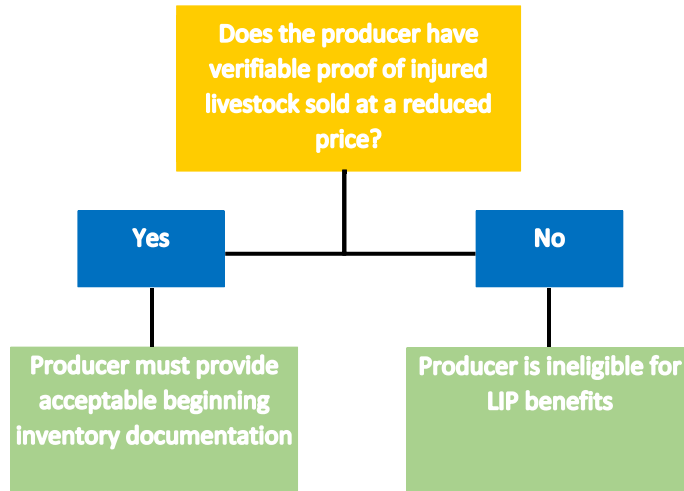 Does the producer have
verifiable proof of injured
livestock sold at a reduced
price?
Yes
No
Producer must provide
acceptable beginning
inventory documentation
Producer is ineligible for
LIP benefits